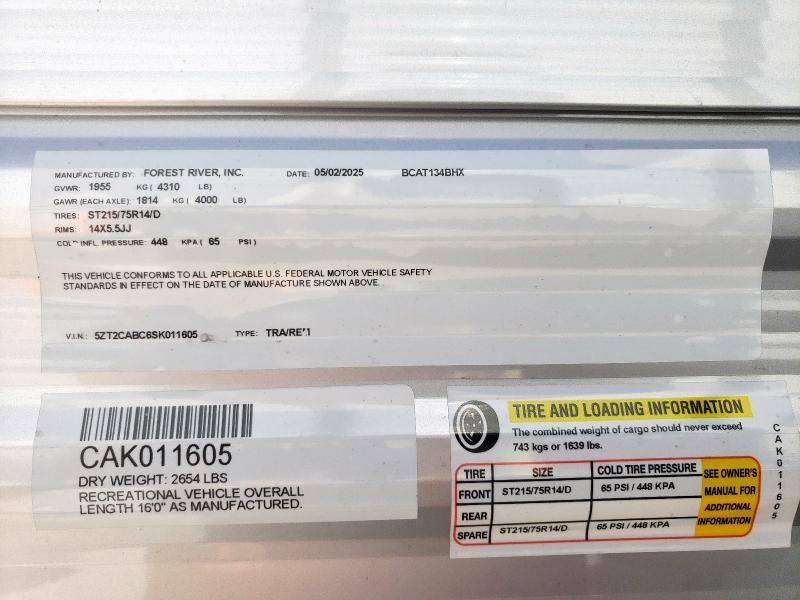 MANUFACTURED BY: FOREST RIVER, INC. DATE: 05/02/2025 BCAT134BHX
GVWR: 1955 KG ( 4310 LB)
GAWR (EACH AXLE): 1814 KG ( 4000 LB)
TIRES: ST215/75R14/D
RIMS: 14X5.5JJ
COLD INFL. PRESSURE: 448 KPA ( 65 PSI )
THIS VEHICLE CONFORMS TO ALL APPLICABLE U.S. FEDERAL MOTOR VEHICLE SAFETY
STANDARDS IN EFFECT ON THE DATE OF MANUFACTURE SHOWN ABOVE.
V.I.N.: 5ZT2CABC6SK011605 TYPE:
CAK011605
DRY WEIGHT: 2654 LBS
RECREATIONAL VEHICLE OVERALL
LENGTH 16'0" AS MANUFACTURED.
TIRE AND LOADING INFORMATION
The combined weight of cargo should never exceed
743 kgs or 1639 lbs.
TIRE SIZE COLD TIRE PRESSURE
FRONT ST215/75R14/D 65 PSI / 448 KPA
REAR
SPARE ST215/75R14/D 65 PSI / 448 KPA
SEE OWNER'S
MANUAL FOR
ADDITIONAL
INFORMATION
CAK011605